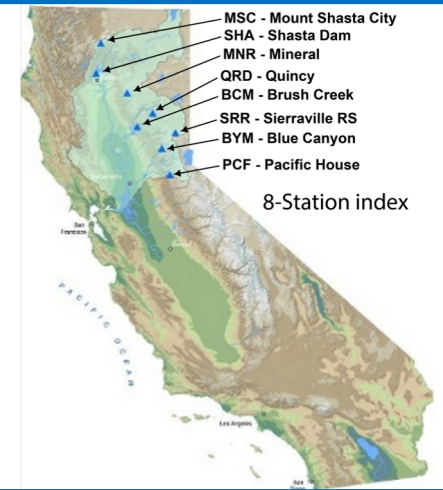 MSC - Mount Shasta City
SHA - Shasta Dam
MNR - Mineral
QRD - Quincy
BCM - Brush Creek
SRR - Sierraville RS
BYM - Blue Canyon
PCF - Pacific House
8-Station index
San
Francisco
PACIFIC OCEAN
Los Angeles
San